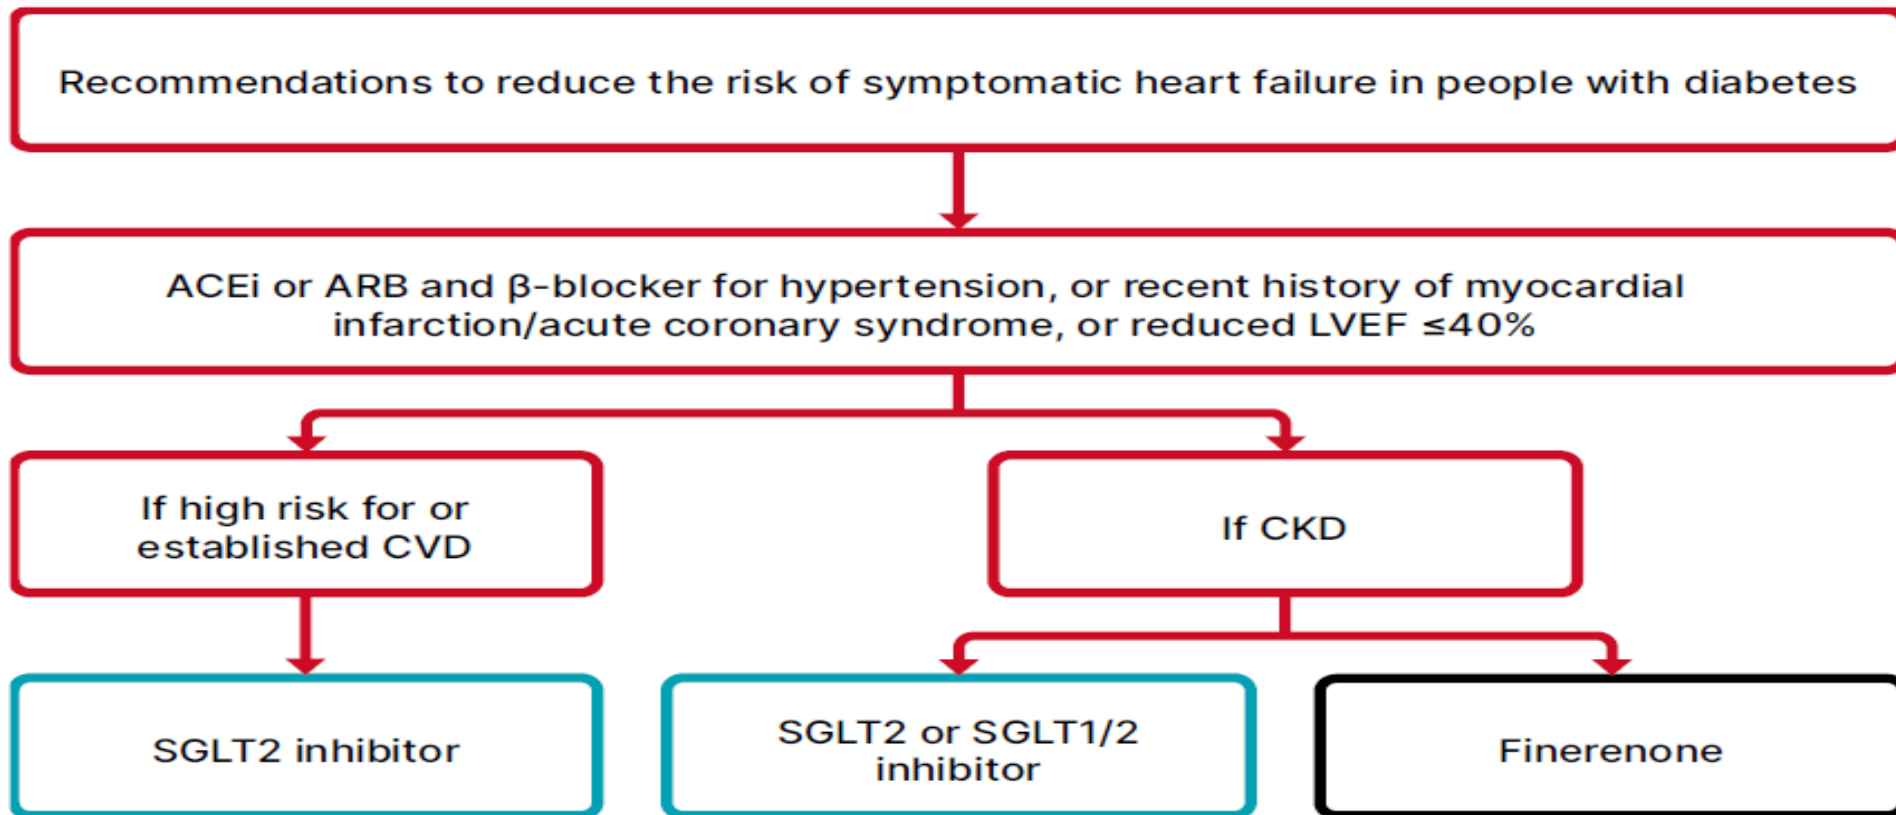 Recommendations to reduce the risk of symptomatic heart failure in people with diabetes
ACEi or ARB and β-blocker for hypertension, or recent history of myocardial
infarction/acute coronary syndrome, or reduced LVEF ≤40%
If high risk for or
established CVD
If CKD
SGLT2 inhibitor
SGLT2 or SGLT1/2
inhibitor
Finerenone